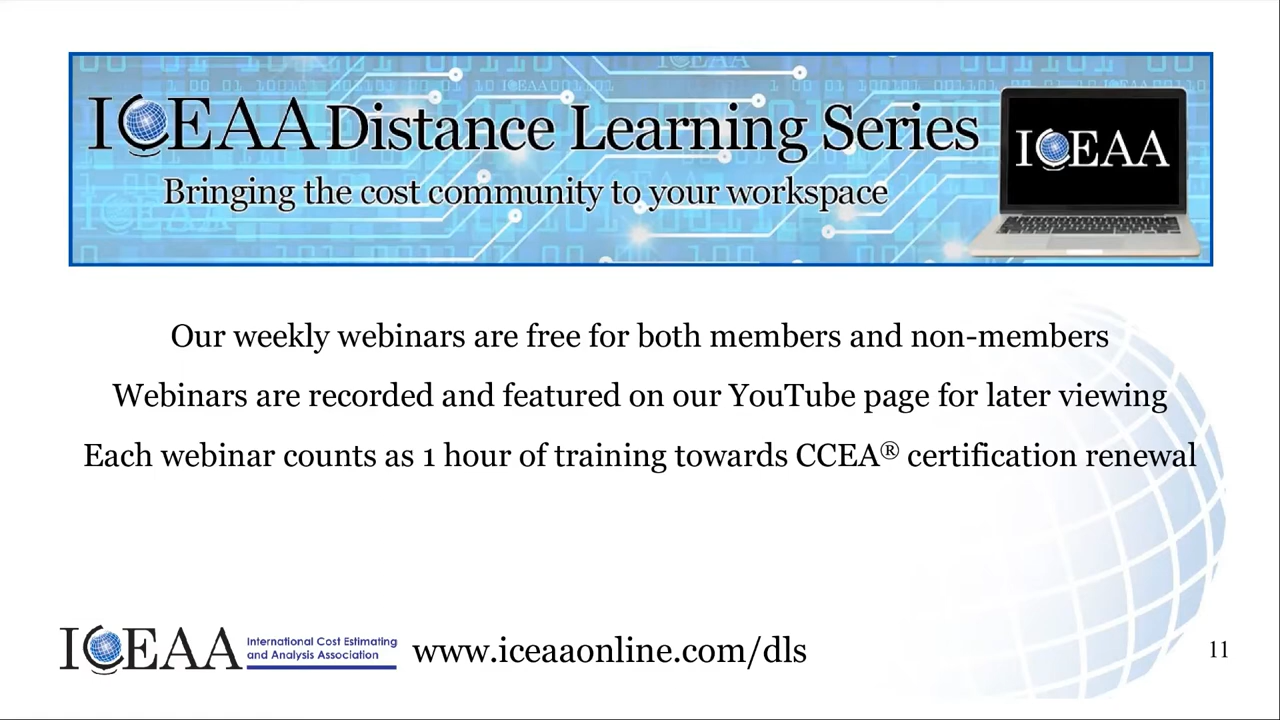 ICEAA Distance Learning Series
ICEAA
Bringing the cost community to your workspace
Our weekly webinars are free for both members and non-members
Webinars are recorded and featured on our YouTube page for later viewing
Each webinar counts as 1 hour of training towards CCEA® certification renewal
ICEAA
International Cost Estimating
and Analysis Association
www.iceaaonline.com/dls
11